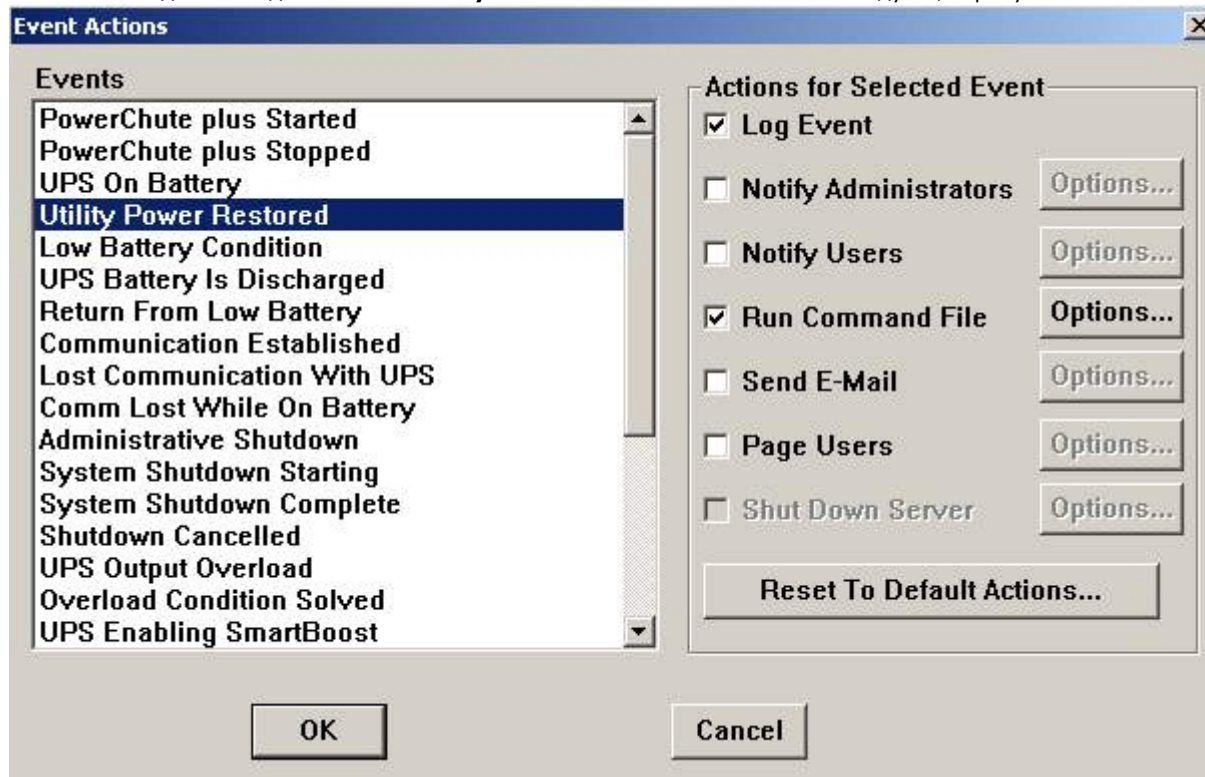 Event Actions
Events
PowerChute plus Started
PowerChute plus Stopped
UPS On Battery
Utility Power Restored
Low Battery Condition
UPS Battery Is Discharged
Return From Low Battery
Communication Established
Lost Communication With UPS
Comm Lost While On Battery
Administrative Shutdown
System Shutdown Starting
System Shutdown Complete
Shutdown Cancelled
UPS Output Overload
Overload Condition Solved
UPS Enabling SmartBoost
Actions for Selected Event
Log Event
Notify Administrators Options...
Notify Users Options...
Run Command File Options...
Send E-Mail Options...
Page Users Options...
Shut Down Server Options...
Reset To Default Actions...
OK
Cancel